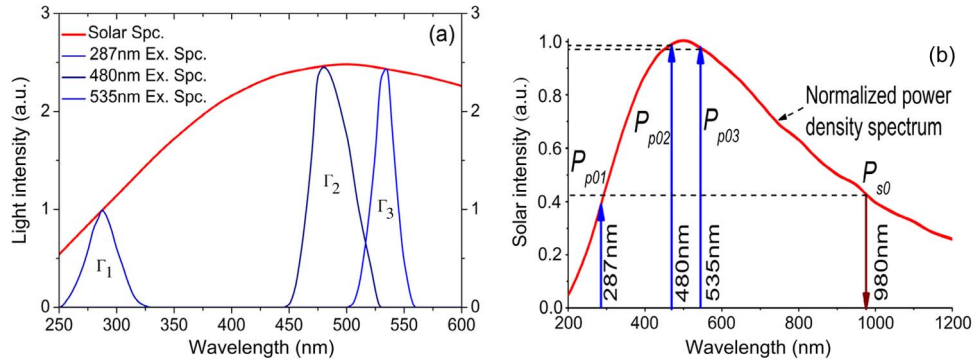 (a)
Solar Spc.
287nm Ex. Spc.
480nm Ex. Spc.
535nm Ex. Spc.
Γ1
Γ2
Γ3
Light intensity (a.u.)
3
2
1
0
3
2
1
0
250 300 350 400 450 500 550 600
Wavelength (nm)
(b)
Normalized power
density spectrum
Pp01
Pp02
Pp03
Ps0
287nm
480nm
535nm
980nm
Solar intensity (a.u.)
1.0
0.8
0.6
0.4
0.2
0.0
200 400 600 800 1000 1200
Wavelength (nm)